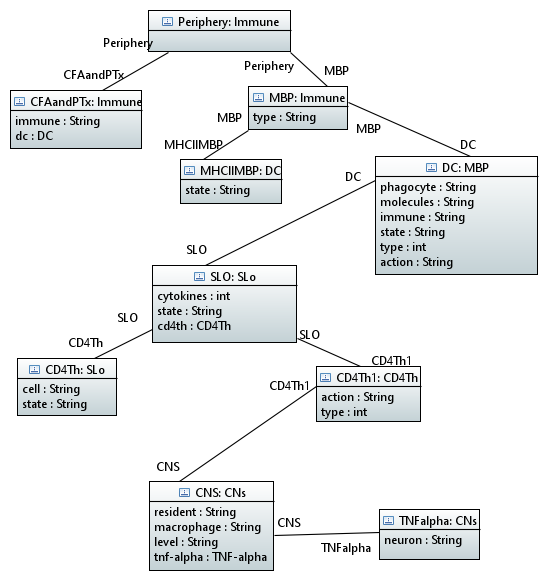 Periphery: Immune
Periphery
Periphery
CFAandPTx
MBP
CFAandPTx: Immune
immune : String
dc : DC
MBP: Immune
type : String
MBP
MBP
MHCIIMBP
DC
MHCIIMBP: DC
state : String
DC: MBP
phagocyte : String
molecules : String
immune : String
state : String
type : int
action : String
DC
SLO
SLO: SLo
cytokines : int
state : String
cd4th : CD4Th
SLO
SLO
CD4Th
CD4Th1
CD4Th: SLo
cell : String
state : String
CD4Th1: CD4Th
action : String
type : int
CD4Th1
CNS
CNS: CNs
resident : String
macrophage : String
level : String
tnf-alpha : TNF-alpha
CNS
TNFalpha
TNFalpha: CNs
neuron : String